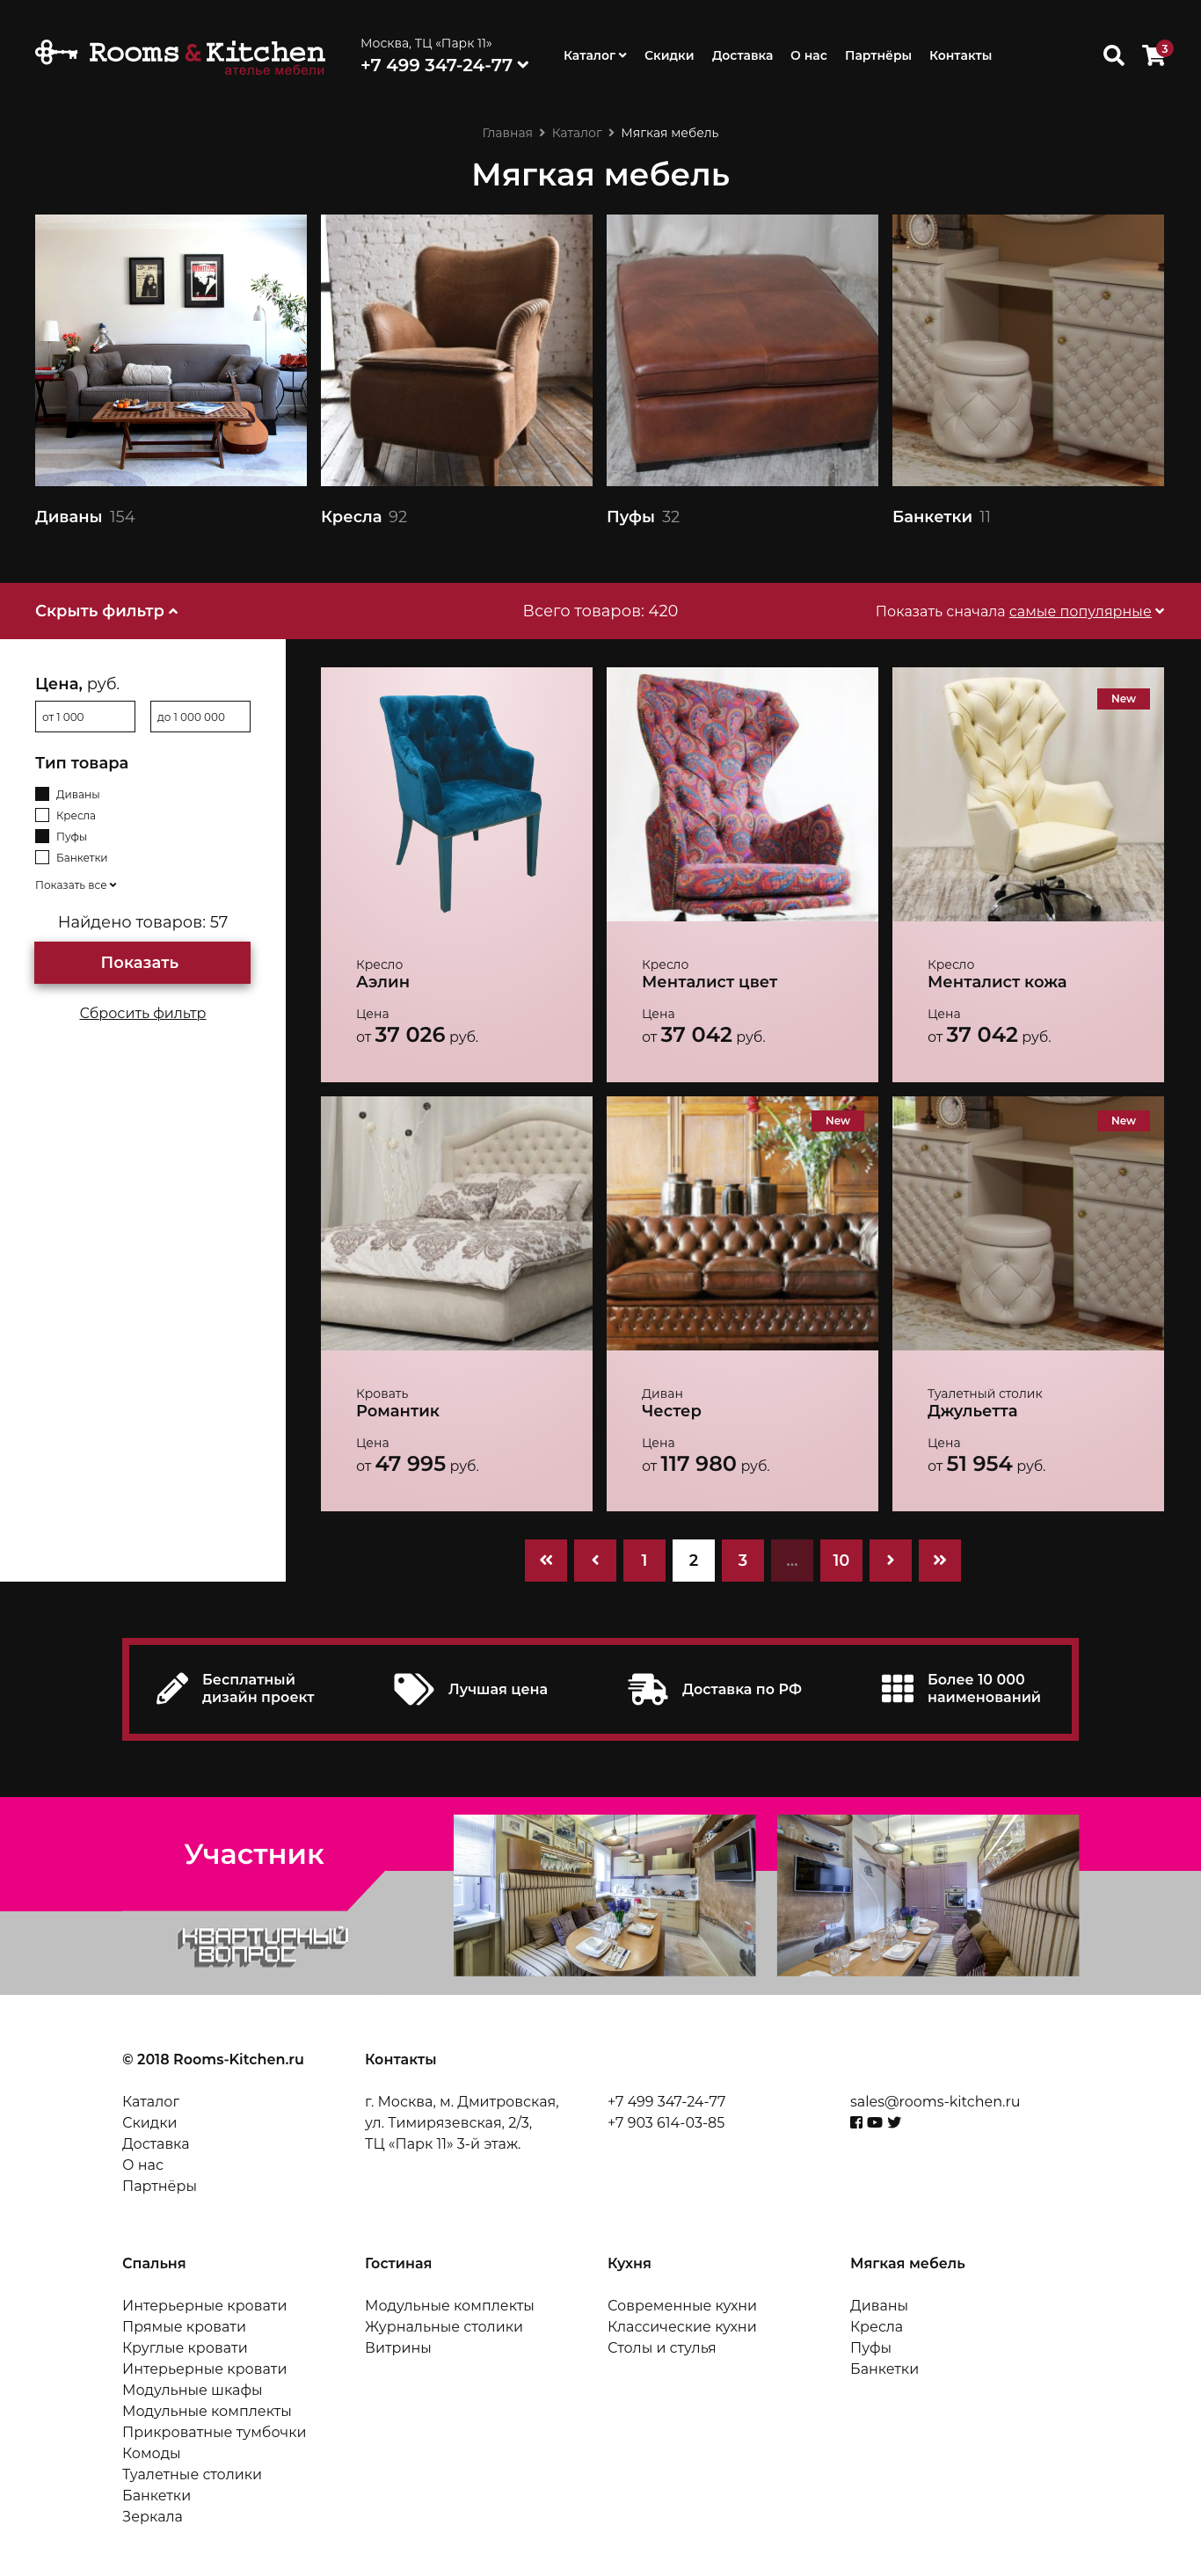 Rooms & Kitchen
ателье мебели
Москва, ТЦ «Парк 11»
+7 499 347-24-77
Каталог Скидки Доставка О нас Партнёры Контакты
3
Главная Каталог Мягкая мебель
Мягкая мебель
Диваны 154
Кресла 92
Пуфы 32
Банкетки 11
Скрыть фильтр
Всего товаров: 420
Показать сначала самые популярные
Цена, руб.
от 1 000
до 1 000 000
Тип товара
Диваны
Кресла
Пуфы
Банкетки
Показать все
Найдено товаров: 57
Показать
Сбросить фильтр
Кресло
Аэлин
Цена
от 37 026 руб.
Кресло
Менталист цвет
Цена
от 37 042 руб.
New
Кресло
Менталист кожа
Цена
от 37 042 руб.
Кровать
Романтик
Цена
от 47 995 руб.
New
Диван
Честер
Цена
от 117 980 руб.
New
Туалетный столик
Джульетта
Цена
от 51 954 руб.
1 2 3 ... 10
Бесплатный
дизайн проект
Лучшая цена
Доставка по РФ
Более 10 000
наименований
Участник
КВАРТИРНЫЙ
ВОПРОС
© 2018 Rooms-Kitchen.ru
Каталог
Скидки
Доставка
О нас
Партнёры
Контакты
г. Москва, м. Дмитровская,
ул. Тимирязевская, 2/3,
ТЦ «Парк 11» 3-й этаж.
+7 499 347-24-77
+7 903 614-03-85
sales@rooms-kitchen.ru
Спальня
Интерьерные кровати
Прямые кровати
Круглые кровати
Интерьерные кровати
Модульные шкафы
Модульные комплекты
Прикроватные тумбочки
Комоды
Туалетные столики
Банкетки
Зеркала
Гостиная
Модульные комплекты
Журнальные столики
Витрины
Кухня
Современные кухни
Классические кухни
Столы и стулья
Мягкая мебель
Диваны
Кресла
Пуфы
Банкетки